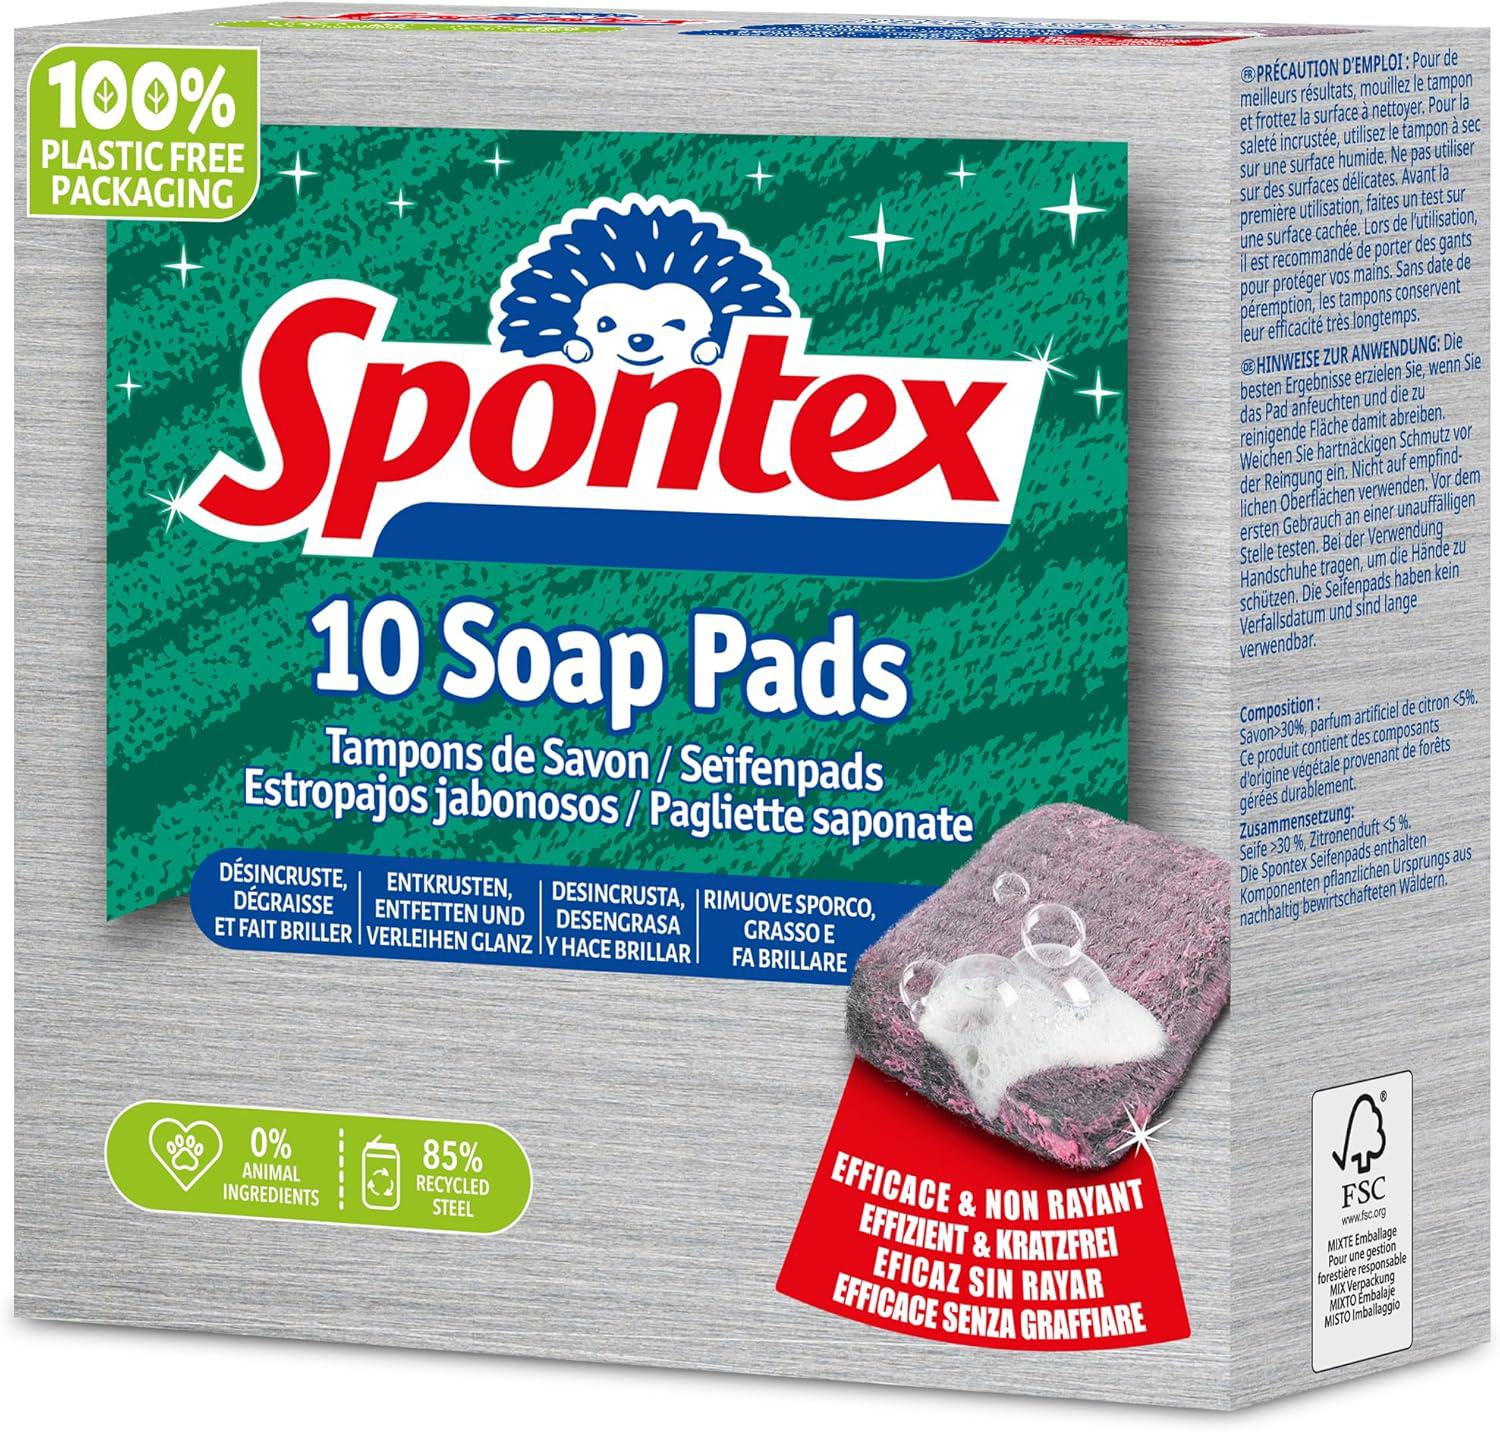 100%
PLASTIC FREE
PACKAGING
Spontex
10 Soap Pads
Tampons de Savon / Seifenpads
Estropajos jabonosos / Pagliette saponate
DÉSINCRUSTE,
DÉGRAISSE
ET FAIT BRILLER
ENTKRUSTEN,
ENTFETTEN UND
VERLEIHEN GLANZ
DESINCRUSTA,
DESENGRASA
Y HACE BRILLAR
RIMUOVE SPORCO,
GRASSO E
FA BRILLARE
0%
ANIMAL
INGREDIENTS
85%
RECYCLED
STEEL
EFFICACE & NON RAYANT
EFFIZIENT & KRATZFREI
EFICAZ SIN RAYAR
EFFICACE SENZA GRAFFIARE
FR PRÉCAUTION D'EMPLOI : Pour de
meilleurs résultats, mouillez le tampon
et frottez la surface à nettoyer. Pour la
saleté incrustée, utilisez le tampon à sec
sur une surface humide. Ne pas utiliser
sur des surfaces délicates. Avant la
première utilisation, faites un test sur
une surface cachée. Lors de l'utilisation,
il est recommandé de porter des gants
pour protéger vos mains. Sans date de
péremption, les tampons conservent
leur efficacité très longtemps.
DE HINWEISE ZUR ANWENDUNG: Die
besten Ergebnisse erzielen Sie, wenn Sie
das Pad anfeuchten und die zu
reinigende Fläche damit abreiben.
Weichen Sie hartnäckigen Schmutz vor
der Reingung ein. Nicht auf empfind-
lichen Oberflächen verwenden. Vor dem
ersten Gebrauch an einer unauffälligen
Stelle testen. Bei der Verwendung
Handschuhe tragen, um die Hände zu
schützen. Die Seifenpads haben kein
Verfallsdatum und sind lange
verwendbar.
Composition :
Savon>30%, parfum artificiel de citron <5%.
Ce produit contient des composants
d'origine végétale provenant de forêts
gérées durablement.
Zusammensetzung:
Seife >30 %, Zitronenduft <5 %.
Die Spontex Seifenpads enthalten
Komponenten pflanzlichen Ursprungs aus
nachhaltig bewirtschafteten Wäldern.
®
FSC
www.fsc.org
MIXTE Emballage
Pour une gestion
forestière responsable
MIX Verpackung
MIXTO Embalaje
MISTO Imballaggio